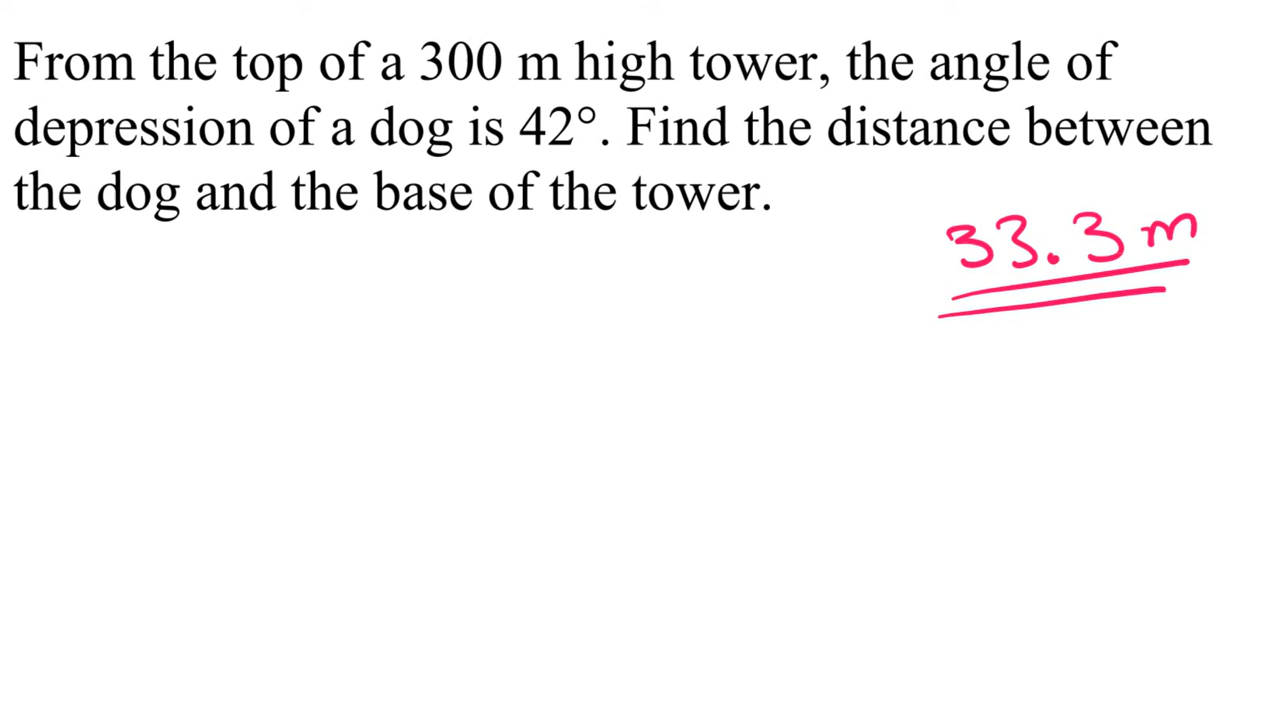 From the top of a 300 m high tower, the angle of
depression of a dog is 42°. Find the distance between
the dog and the base of the tower.
33.3 m